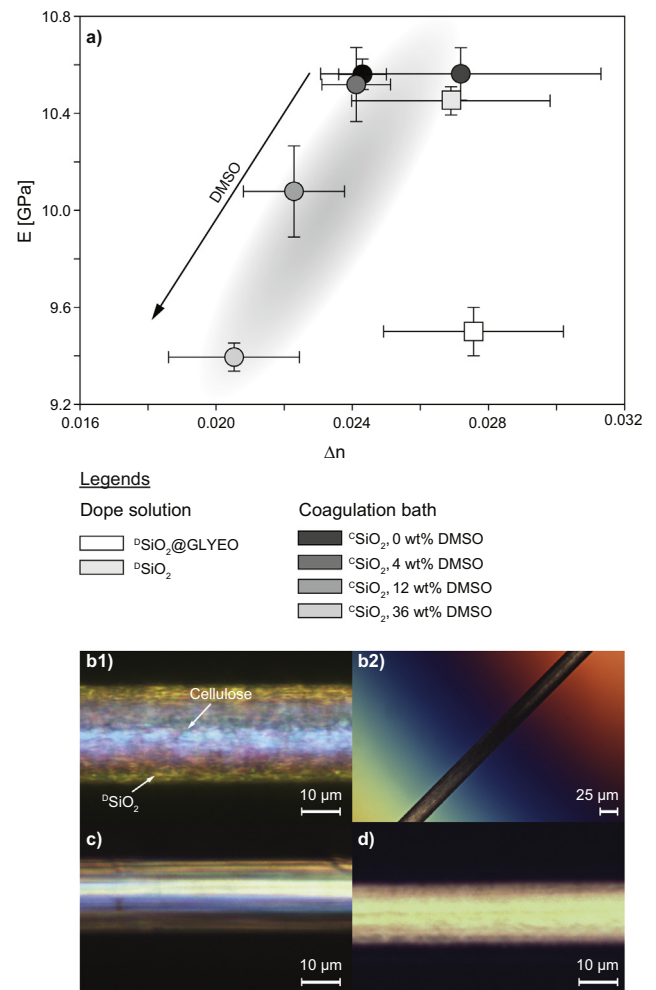 a)
10.8
10.4
10.0
9.6
9.2
E [GPa]
DMSO
0.016
0.020
0.024
0.028
0.032
Δn
Legends
Dope solution
ᴰSiO₂@GLYEO
ᴰSiO₂
Coagulation bath
ᶜSiO₂, 0 wt% DMSO
ᶜSiO₂, 4 wt% DMSO
ᶜSiO₂, 12 wt% DMSO
ᶜSiO₂, 36 wt% DMSO
b1)
Cellulose
ᴰSiO₂
10 µm
b2)
25 µm
c)
10 µm
d)
10 µm